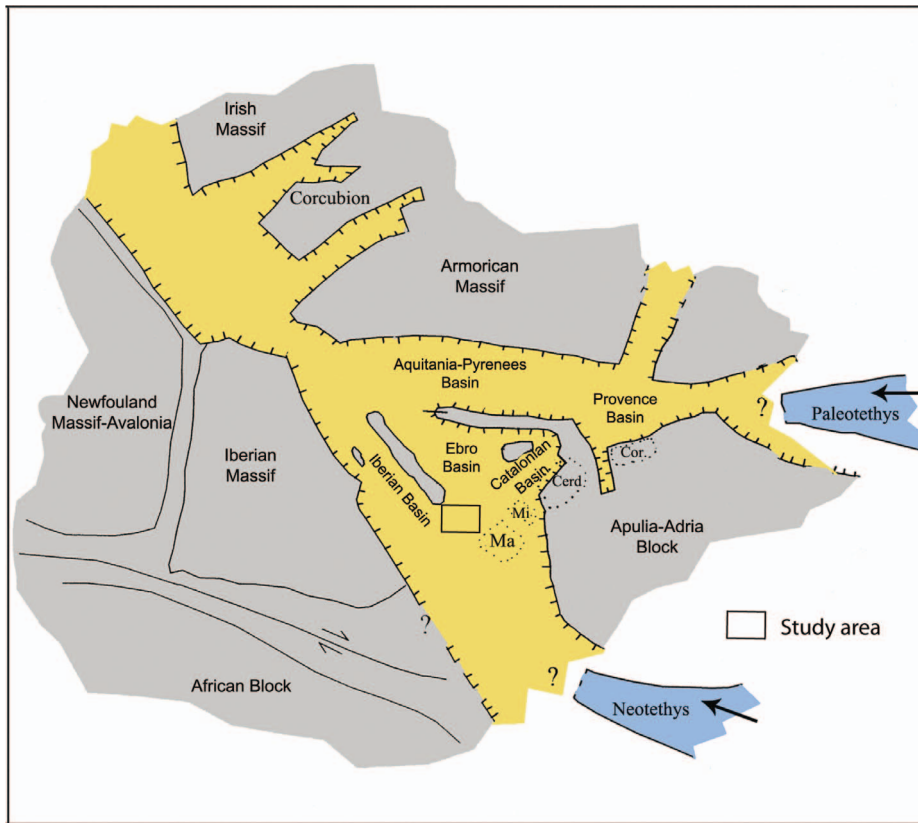 Irish
Massif
Corcubion
Armorican
Massif
Aquitania-Pyrenees
Basin
Provence
Basin
?
Paleotethys
Newfouland
Massif-Avalonia
Iberian
Massif
Iberian Basin
Ebro
Basin
Catalonian
Basin
Cerd
Cor.
Mi
Ma
Apulia-Adria
Block
Study area
?
?
African Block
Neotethys